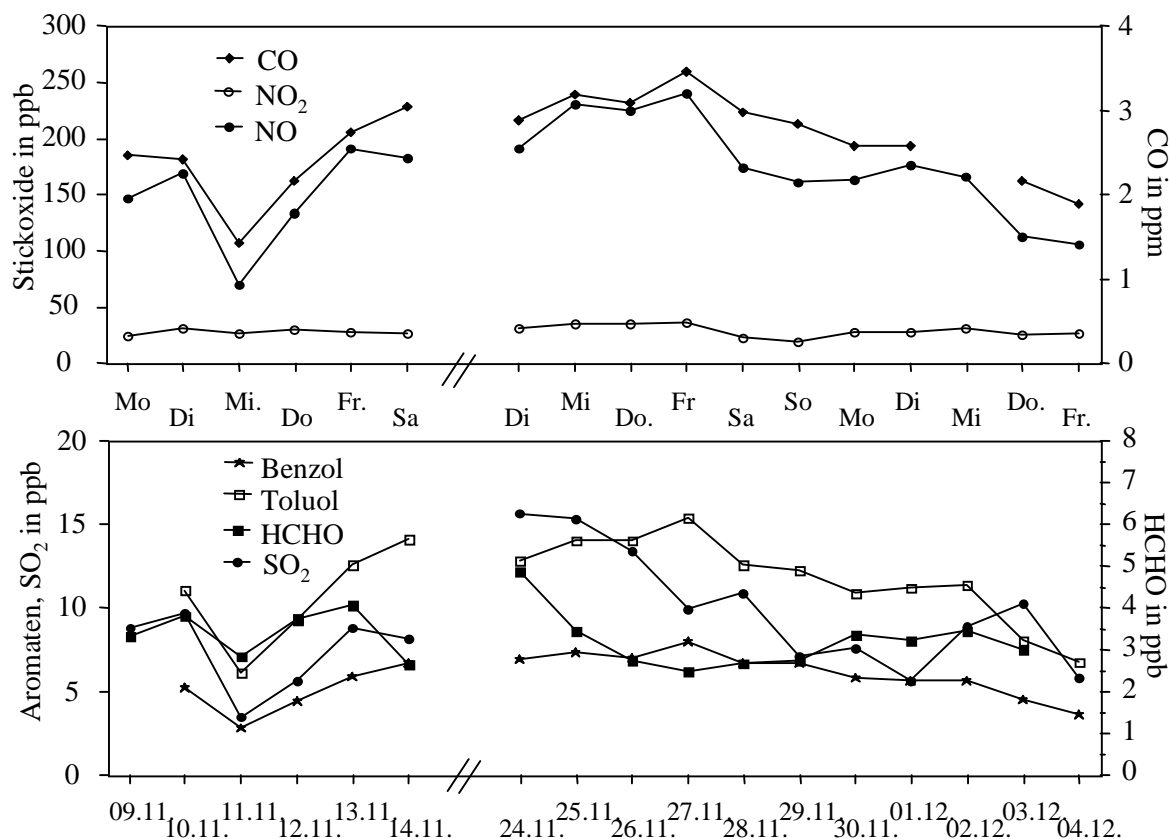 300
250
200
150
100
50
0
Stickoxide in ppb
CO
NO₂
NO
4
3
2
1
0
CO in ppm
Mo Di Mi. Do Fr. Sa Di Mi Do. Fr Sa So Mo Di Mi Do. Fr.
20
15
10
5
0
Aromaten, SO₂ in ppb
Benzol
Toluol
HCHO
SO₂
8
7
6
5
4
3
2
1
0
HCHO in ppb
09.11. 11.11. 13.11. 25.11. 27.11. 29.11. 01.12. 03.12.
10.11. 12.11. 14.11. 24.11. 26.11. 28.11. 30.11. 02.12. 04.12.